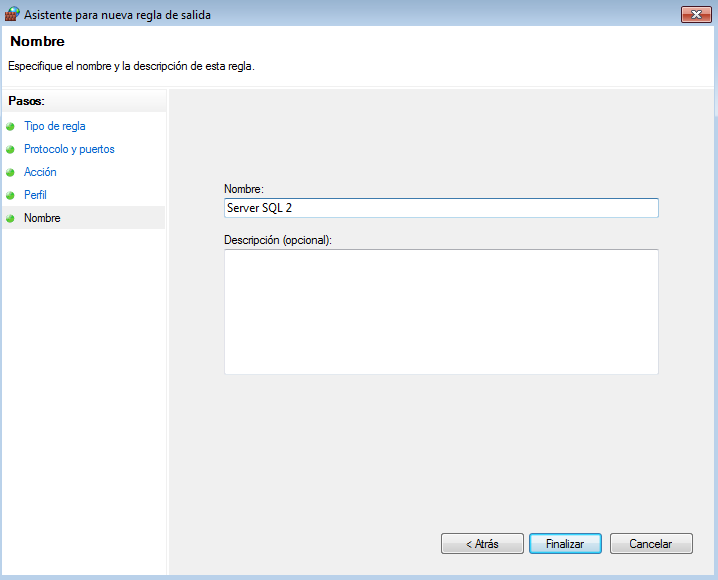 Asistente para nueva regla de salida
Nombre
Especifique el nombre y la descripción de esta regla.
Pasos:
Tipo de regla
Protocolo y puertos
Acción
Perfil
Nombre
Nombre:
Server SQL 2
Descripción (opcional):
< Atrás
Finalizar
Cancelar